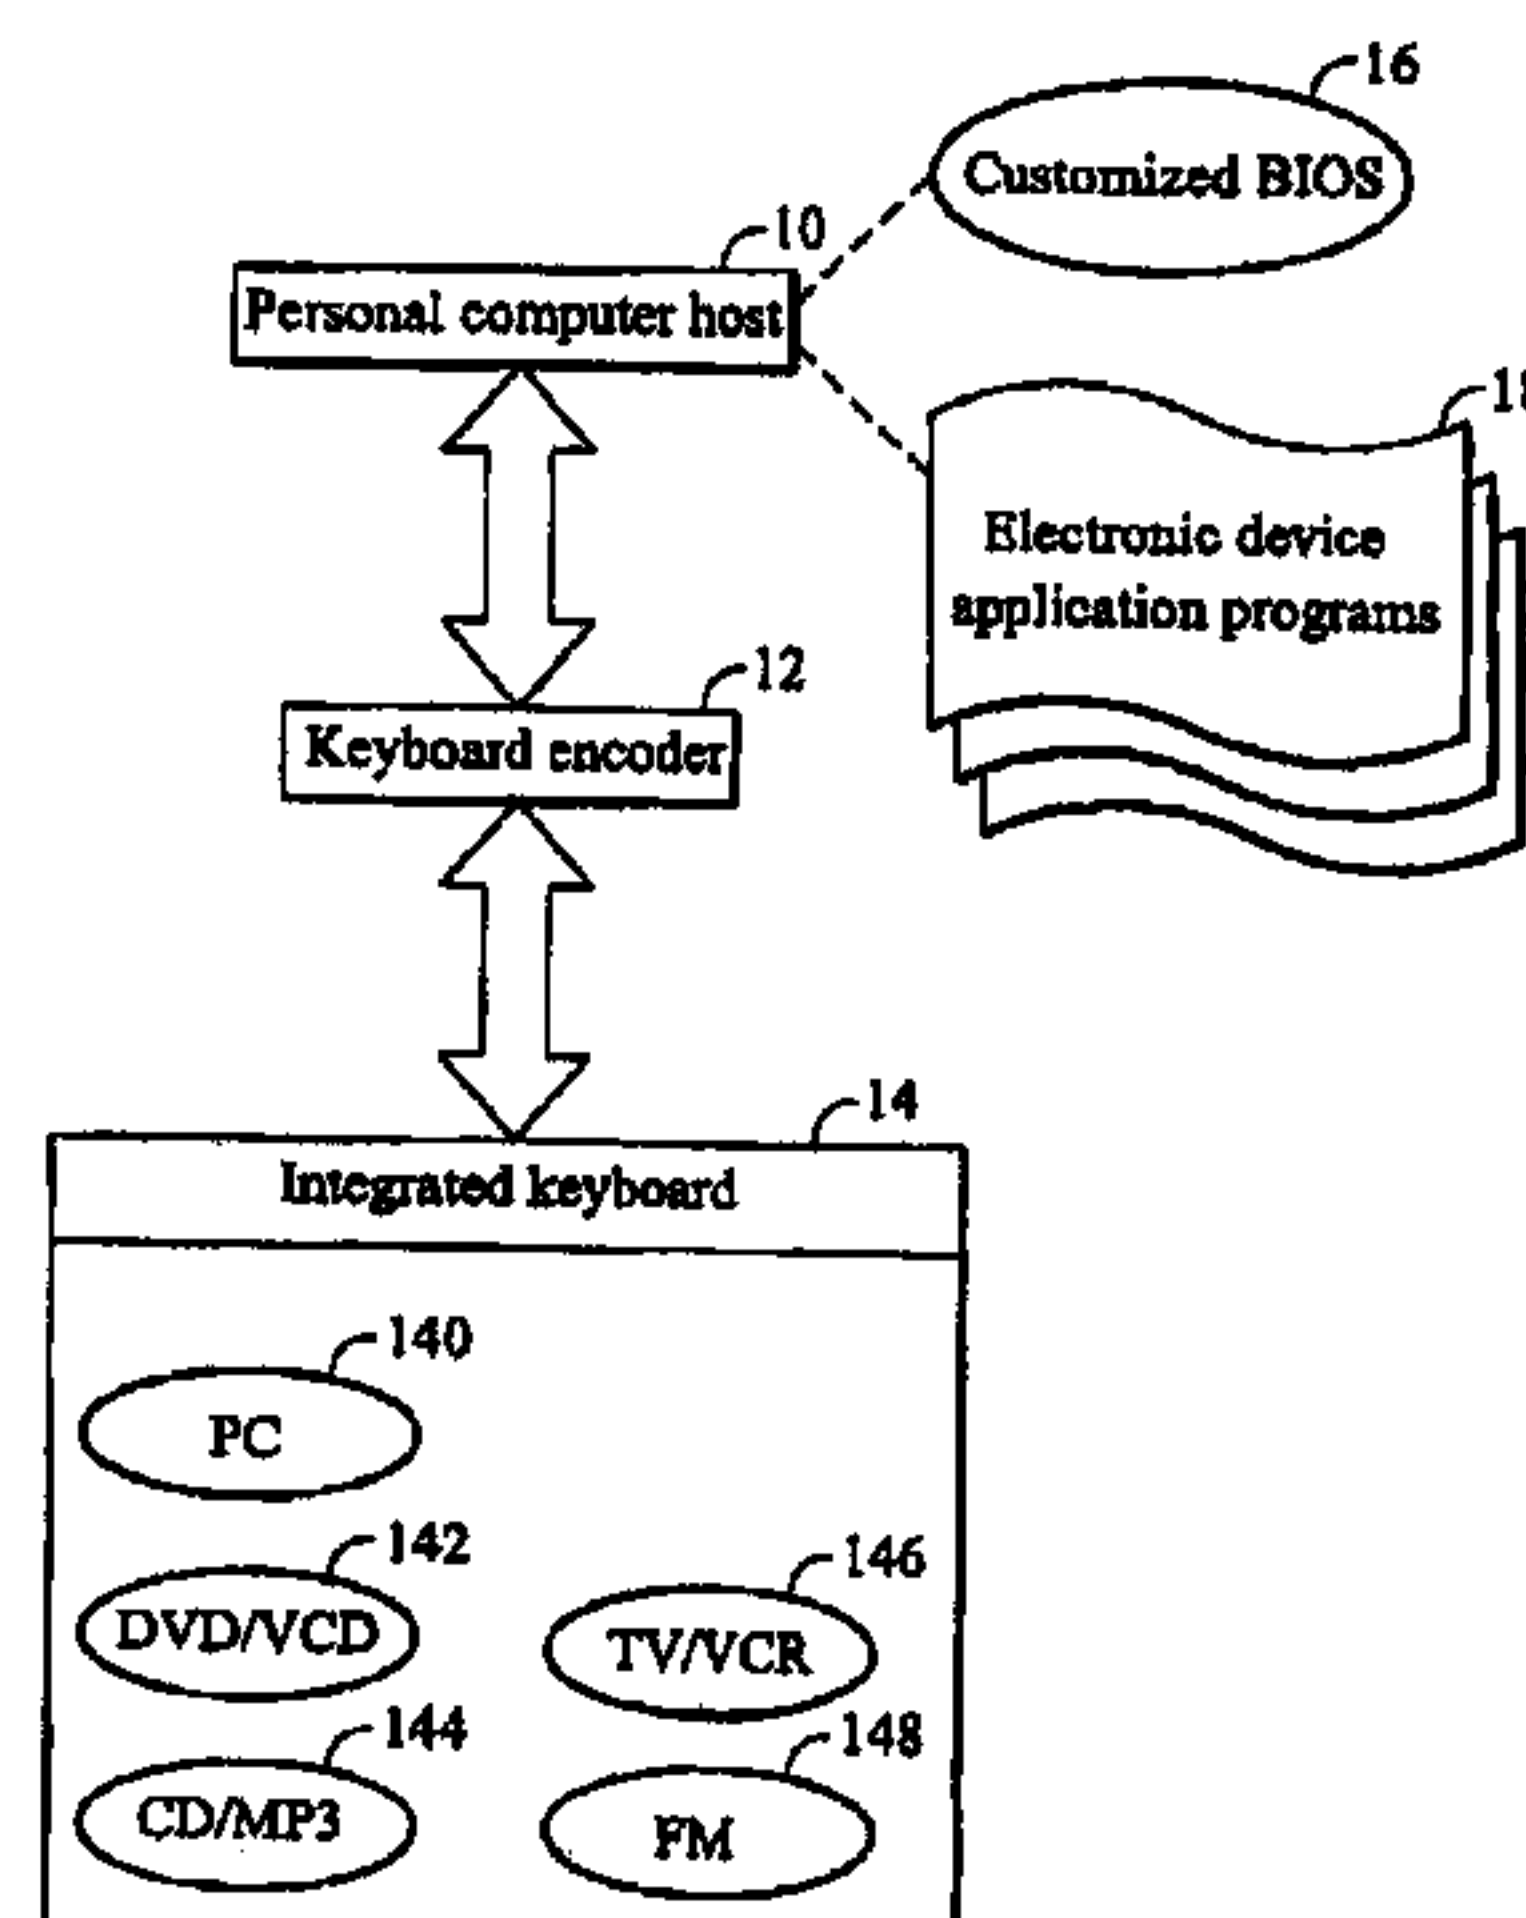 16
Customized BIOS
10
Personal computer host
Electronic device
application programs
12
Keyboard encoder
14
Integrated keyboard
140
PC
142
DVD/VCD
146
TV/VCR
144
CD/MP3
148
FM